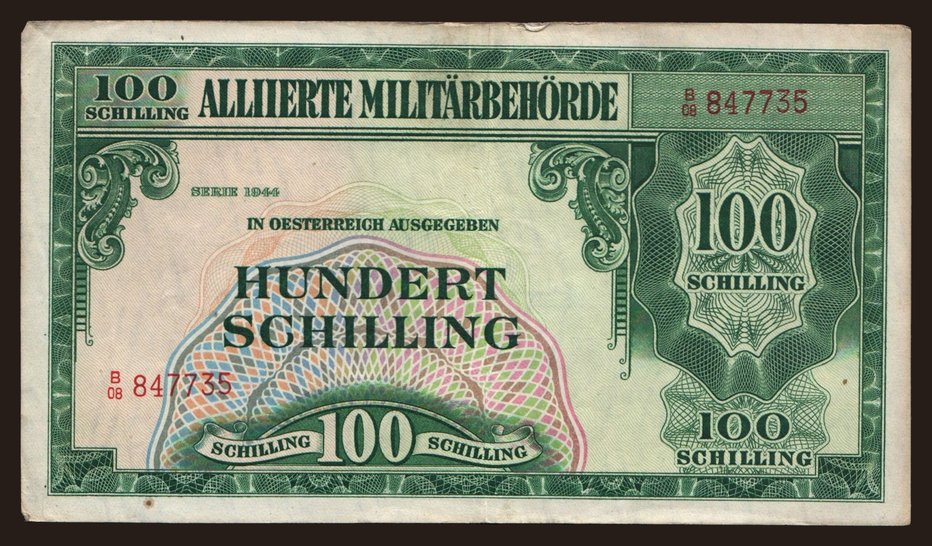 100
SCHILLING
ALLIIERTE MILITÄRBEHÖRDE
B/08 847735
SERIE 1944
IN OESTERREICH AUSGEGEBEN
HUNDERT
SCHILLING
100
SCHILLING
B/08 847735
SCHILLING 100 SCHILLING
100
SCHILLING